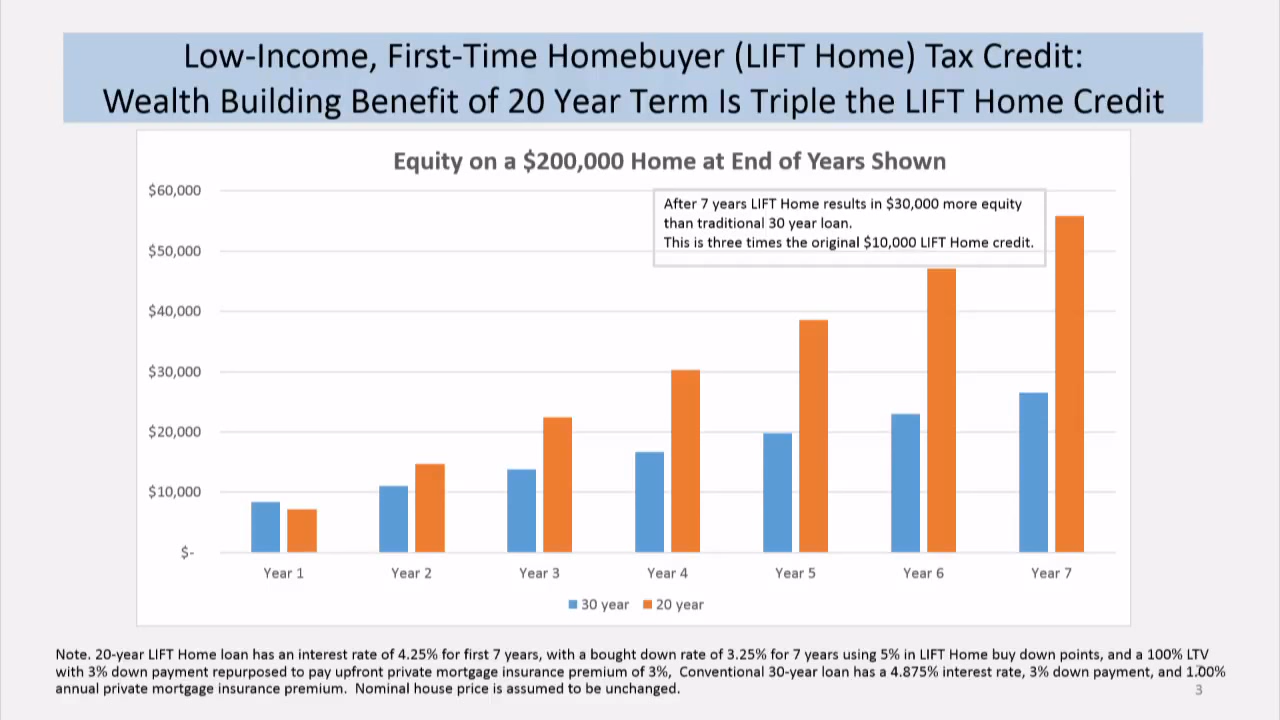 Low-Income, First-Time Homebuyer (LIFT Home) Tax Credit:
Wealth Building Benefit of 20 Year Term Is Triple the LIFT Home Credit
Equity on a $200,000 Home at End of Years Shown
$60,000
After 7 years LIFT Home results in $30,000 more equity
than traditional 30 year loan.
This is three times the original $10,000 LIFT Home credit.
$50,000
$40,000
$30,000
$20,000
$10,000
$-
Year 1 Year 2 Year 3 Year 4 Year 5 Year 6 Year 7
30 year 20 year
Note. 20-year LIFT Home loan has an interest rate of 4.25% for first 7 years, with a bought down rate of 3.25% for 7 years using 5% in LIFT Home buy down points, and a 100% LTV
with 3% down payment repurposed to pay upfront private mortgage insurance premium of 3%, Conventional 30-year loan has a 4.875% interest rate, 3% down payment, and 1.00%
annual private mortgage insurance premium. Nominal house price is assumed to be unchanged.
3